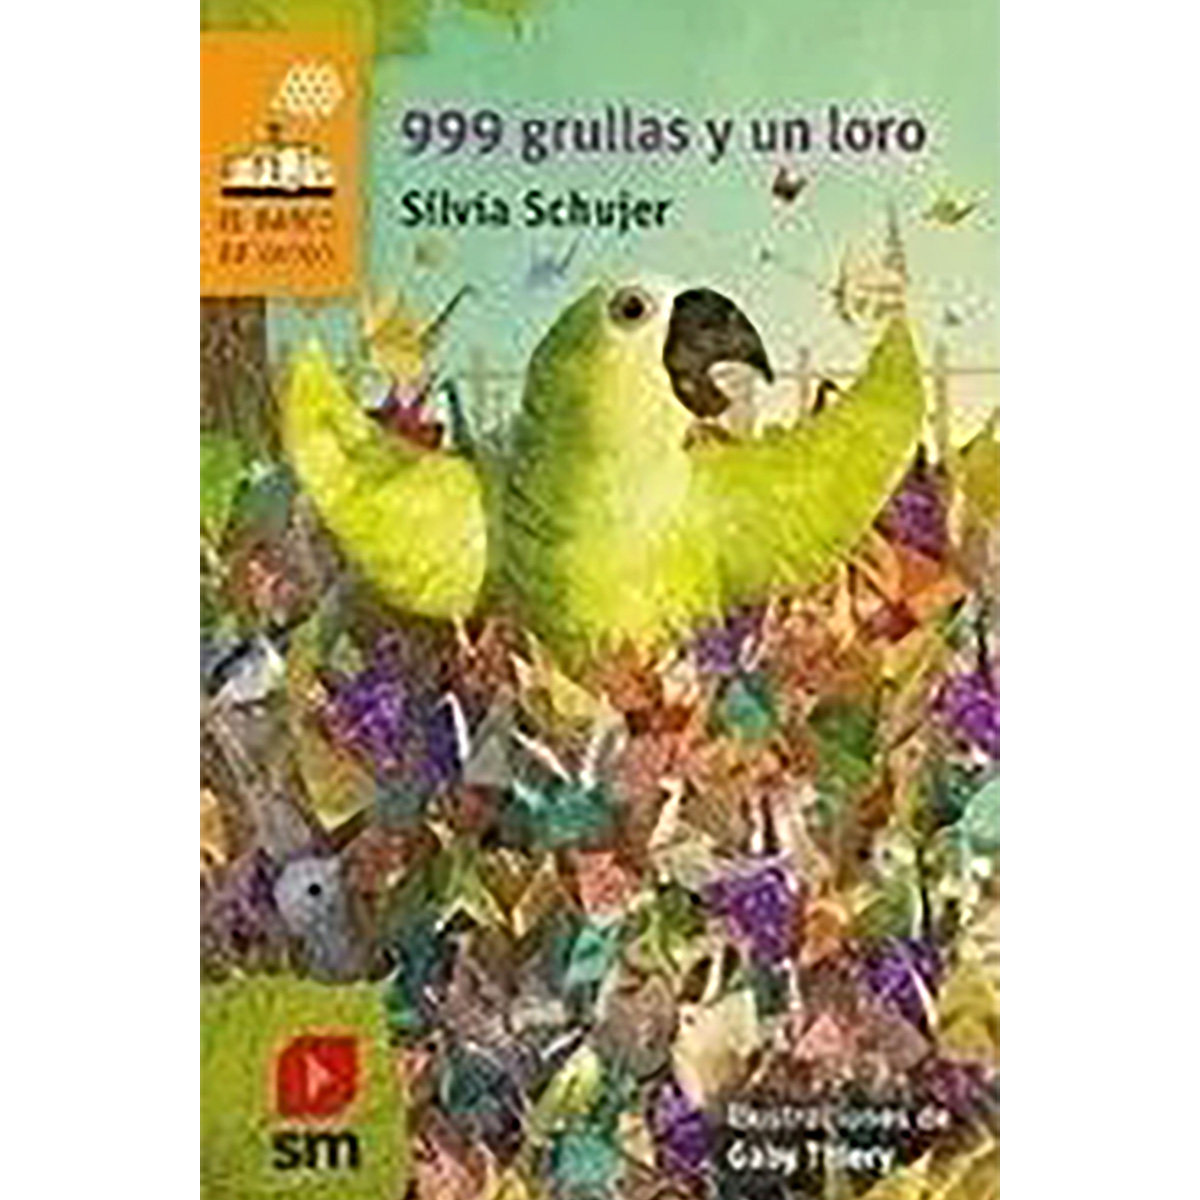 999 grullas y un loro
Silvia Schujer
EL BARCO
DE VAPOR
sm
Ilustraciones de
Gaby Thiery